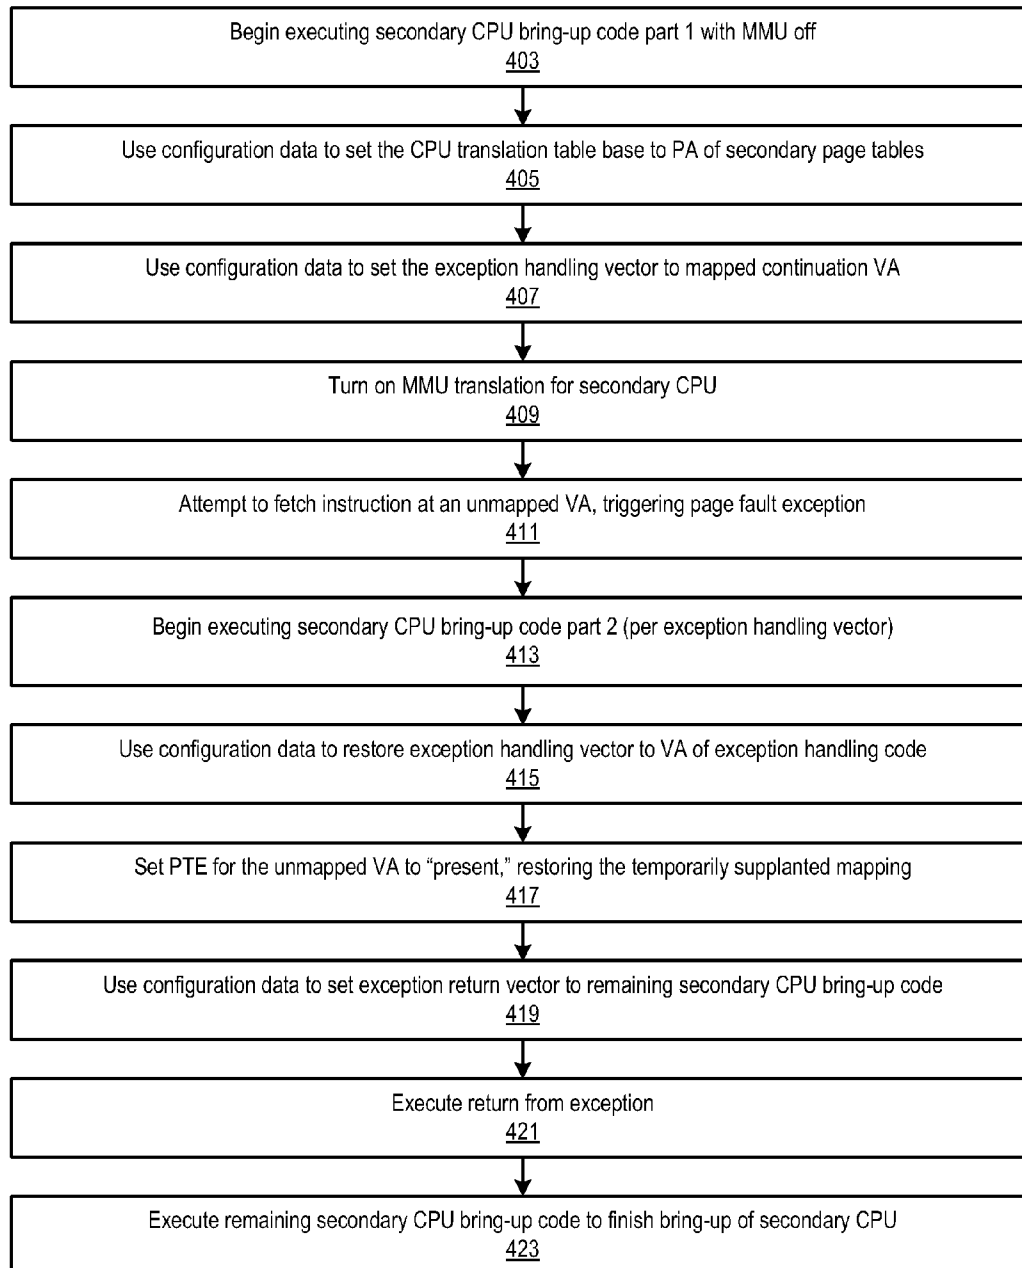 Begin executing secondary CPU bring-up code part 1 with MMU off
403
Use configuration data to set the CPU translation table base to PA of secondary page tables
405
Use configuration data to set the exception handling vector to mapped continuation VA
407
Turn on MMU translation for secondary CPU
409
Attempt to fetch instruction at an unmapped VA, triggering page fault exception
411
Begin executing secondary CPU bring-up code part 2 (per exception handling vector)
413
Use configuration data to restore exception handling vector to VA of exception handling code
415
Set PTE for the unmapped VA to “present,” restoring the temporarily supplanted mapping
417
Use configuration data to set exception return vector to remaining secondary CPU bring-up code
419
Execute return from exception
421
Execute remaining secondary CPU bring-up code to finish bring-up of secondary CPU
423